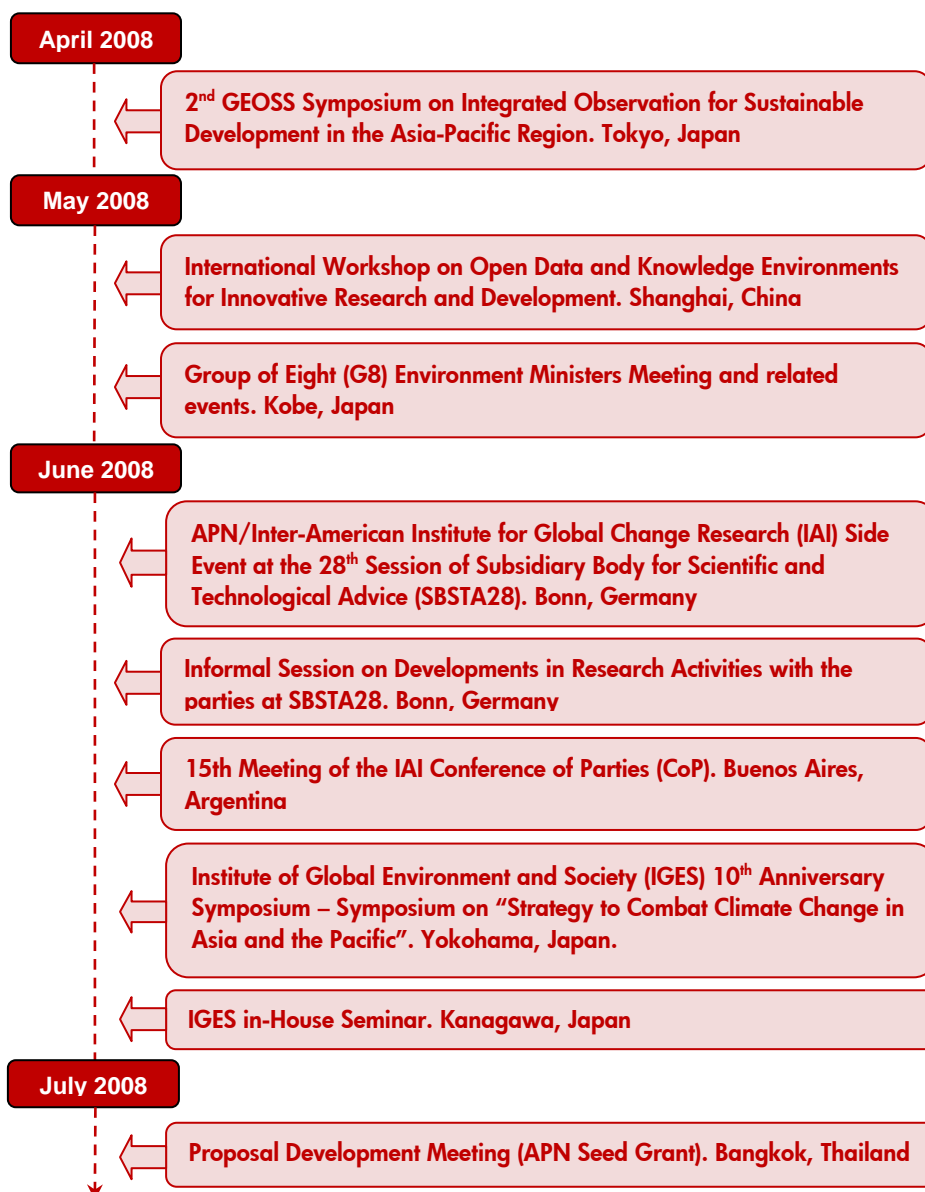 April 2008
2nd GEOSS Symposium on Integrated Observation for Sustainable
Development in the Asia-Pacific Region. Tokyo, Japan
May 2008
International Workshop on Open Data and Knowledge Environments
for Innovative Research and Development. Shanghai, China
Group of Eight (G8) Environment Ministers Meeting and related
events. Kobe, Japan
June 2008
APN/Inter-American Institute for Global Change Research (IAI) Side
Event at the 28th Session of Subsidiary Body for Scientific and
Technological Advice (SBSTA28). Bonn, Germany
Informal Session on Developments in Research Activities with the
parties at SBSTA28. Bonn, Germany
15th Meeting of the IAI Conference of Parties (CoP). Buenos Aires,
Argentina
Institute of Global Environment and Society (IGES) 10th Anniversary
Symposium – Symposium on “Strategy to Combat Climate Change in
Asia and the Pacific”. Yokohama, Japan.
IGES in-House Seminar. Kanagawa, Japan
July 2008
Proposal Development Meeting (APN Seed Grant). Bangkok, Thailand